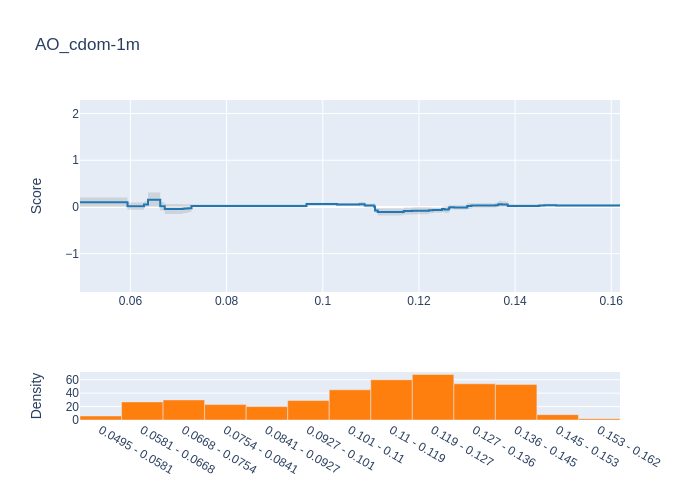 AO_cdom-1m
Score
2
1
0
−1
0.06
0.08
0.1
0.12
0.14
0.16
Density
60
40
20
0
0.0495 - 0.0581
0.0581 - 0.0668
0.0668 - 0.0754
0.0754 - 0.0841
0.0841 - 0.0927
0.0927 - 0.101
0.101 - 0.11
0.11 - 0.119
0.119 - 0.127
0.127 - 0.136
0.136 - 0.145
0.145 - 0.153
0.153 - 0.162